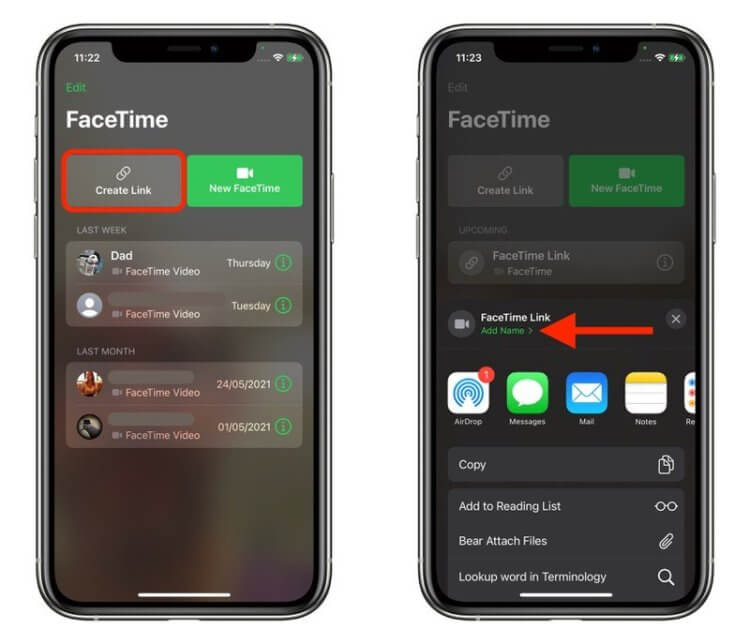 11:22
Edit
FaceTime
Create Link
New FaceTime
LAST WEEK
Dad
FaceTime Video
Thursday
FaceTime Video
Tuesday
LAST MONTH
FaceTime Video
24/05/2021
FaceTime Video
01/05/2021
11:23
Edit
FaceTime
Create Link
New FaceTime
UPCOMING
FaceTime Link
FaceTime
FaceTime Link
Add Name >
1
AirDrop
Messages
Mail
Notes
Re
Copy
Add to Reading List
Bear Attach Files
Lookup word in Terminology